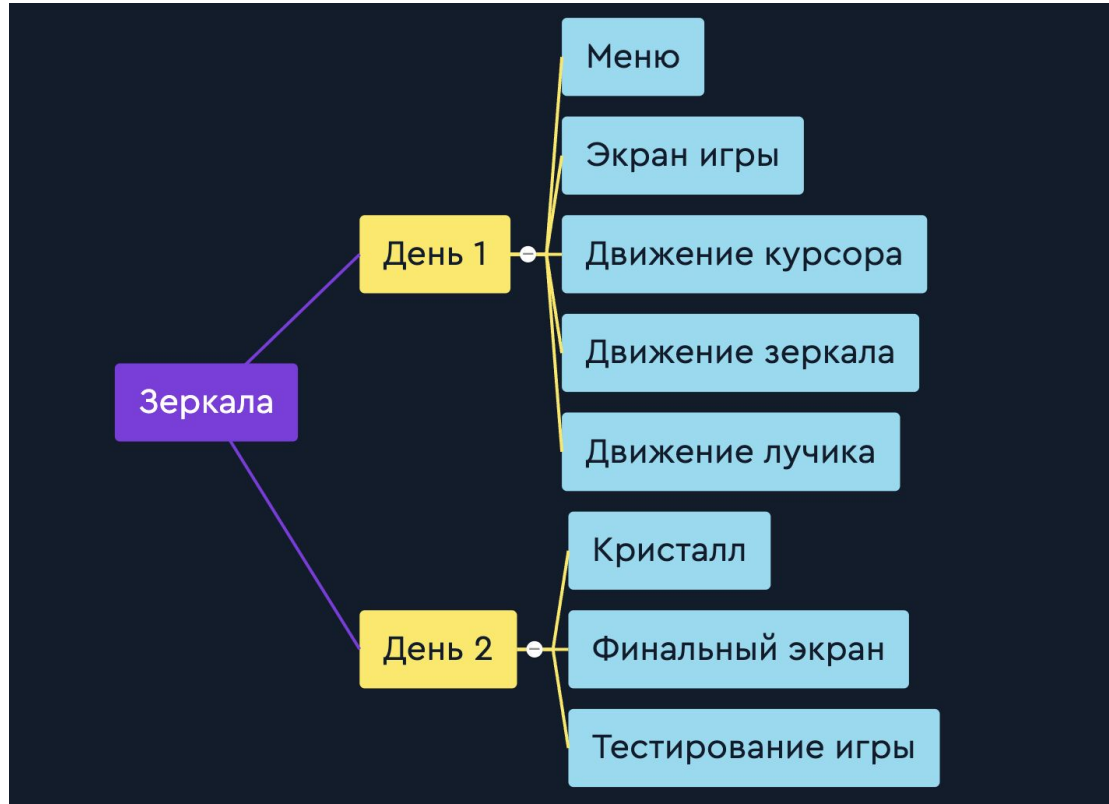 Зеркала
День 1
Меню
Экран игры
Движение курсора
Движение зеркала
Движение лучика
День 2
Кристалл
Финальный экран
Тестирование игры